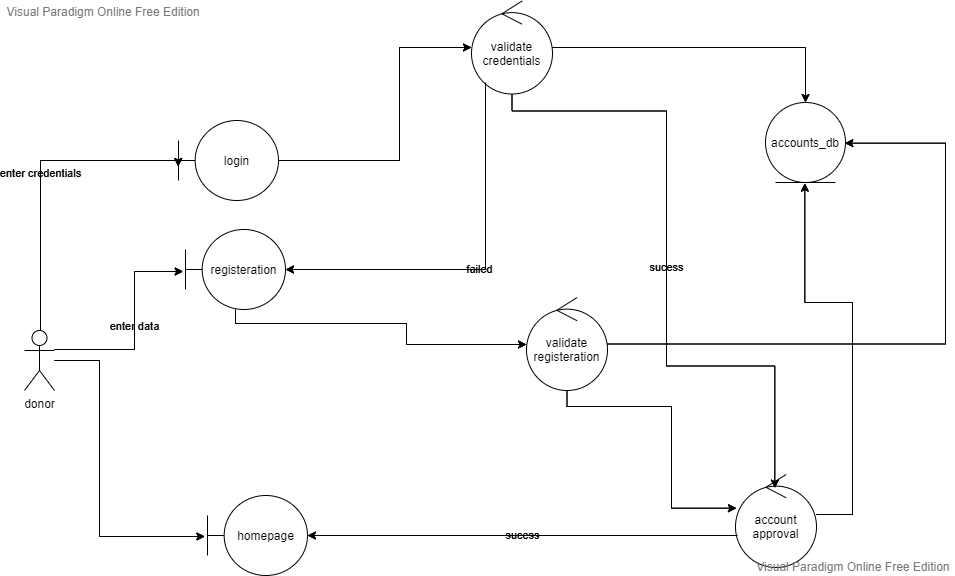 Visual Paradigm Online Free Edition
validate
credentials
accounts_db
login
enter credentials
registeration
failed
sucess
enter data
validate
registeration
donor
account
approval
homepage
success
Visual Paradigm Online Free Edition